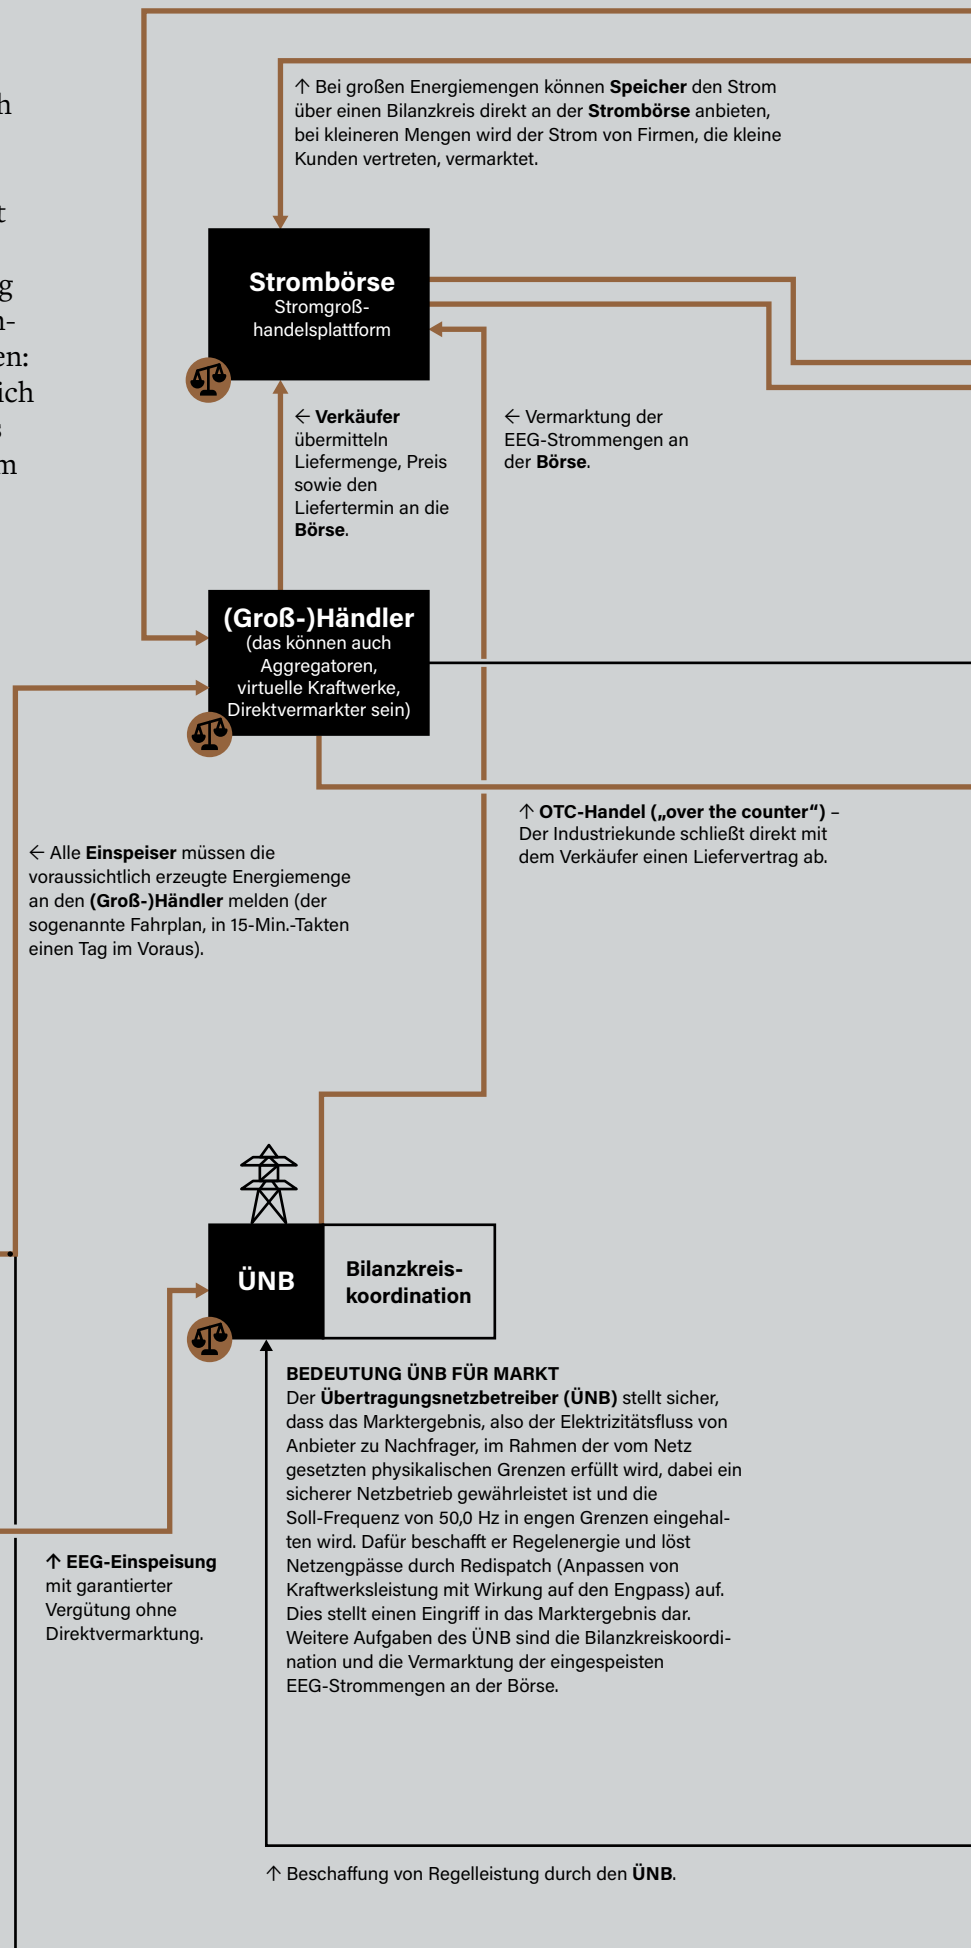 ↑ Bei großen Energiemengen können Speicher den Strom
über einen Bilanzkreis direkt an der Strombörse anbieten,
bei kleineren Mengen wird der Strom von Firmen, die kleine
Kunden vertreten, vermarktet.
Strombörse
Stromgroß-
handelsplattform
← Verkäufer
übermitteln
Liefermenge, Preis
sowie den
Liefertermin an die
Börse.
← Vermarktung der
EEG-Strommengen an
der Börse.
(Groß-)Händler
(das können auch
Aggregatoren,
virtuelle Kraftwerke,
Direktvermarkter sein)
↑ OTC-Handel („over the counter“) –
Der Industriekunde schließt direkt mit
dem Verkäufer einen Liefervertrag ab.
← Alle Einspeiser müssen die
voraussichtlich erzeugte Energiemenge
an den (Groß-)Händler melden (der
sogenannte Fahrplan, in 15-Min.-Takten
einen Tag im Voraus).
ÜNB
Bilanzkreis-
koordination
BEDEUTUNG ÜNB FÜR MARKT
Der Übertragungsnetzbetreiber (ÜNB) stellt sicher,
dass das Marktergebnis, also der Elektrizitätsfluss von
Anbieter zu Nachfrager, im Rahmen der vom Netz
gesetzten physikalischen Grenzen erfüllt wird, dabei ein
sicherer Netzbetrieb gewährleistet ist und die
Soll-Frequenz von 50,0 Hz in engen Grenzen eingehal-
ten wird. Dafür beschafft er Regelenergie und löst
Netzengpässe durch Redispatch (Anpassen von
Kraftwerksleistung mit Wirkung auf den Engpass) auf.
Dies stellt einen Eingriff in das Marktergebnis dar.
Weitere Aufgaben des ÜNB sind die Bilanzkreiskoordi-
nation und die Vermarktung der eingespeisten
EEG-Strommengen an der Börse.
↑ EEG-Einspeisung
mit garantierter
Vergütung ohne
Direktvermarktung.
↑ Beschaffung von Regelleistung durch den ÜNB.